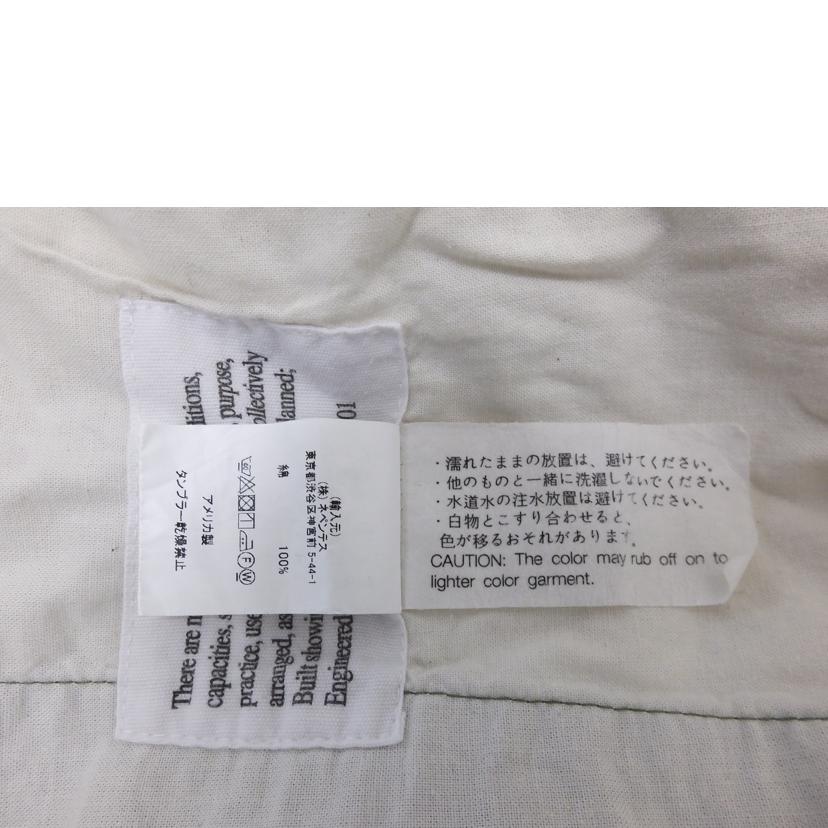 ・濡れたままの放置は、避けてください。
・他のものと一緒に洗濯しないでください。
・水道水の注水放置は避けてください。
・白物とこすり合わせると、
色が移るおそれがあります。
CAUTION: The color may rub off on to
lighter color garment.
(輸入元)
(株)ネペンテス
東京都渋谷区神宮前 5-44-1
綿 100%
F W
アメリカ製
タンブラー乾燥禁止
There are
capacities, purpose,
practice, use collectively
arranged, as
Built showin
Engineered 01